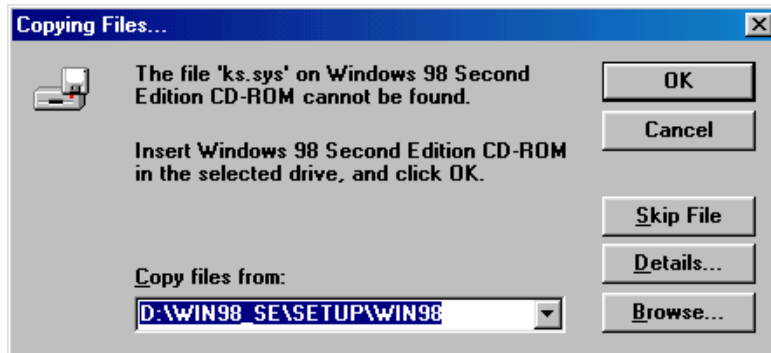 Copying Files...
The file 'ks.sys' on Windows 98 Second
Edition CD-ROM cannot be found.
Insert Windows 98 Second Edition CD-ROM
in the selected drive, and click OK.
Copy files from:
D:\WIN98_SE\SETUP\WIN98
OK
Cancel
Skip File
Details...
Browse...